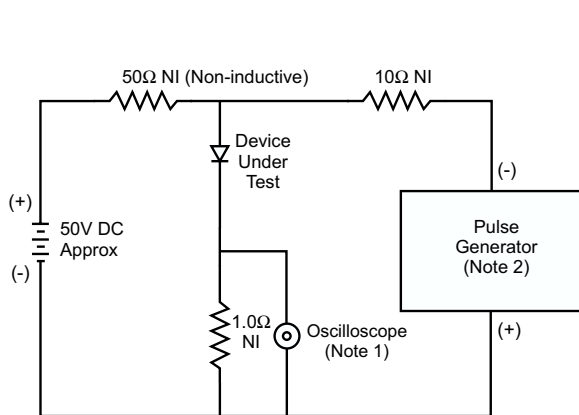 50Ω NI (Non-inductive)
10Ω NI
Device
Under
Test
(-)
(+)
50V DC
Approx
(-)
Pulse
Generator
(Note 2)
1.0Ω
NI
Oscilloscope
(Note 1)
(+)